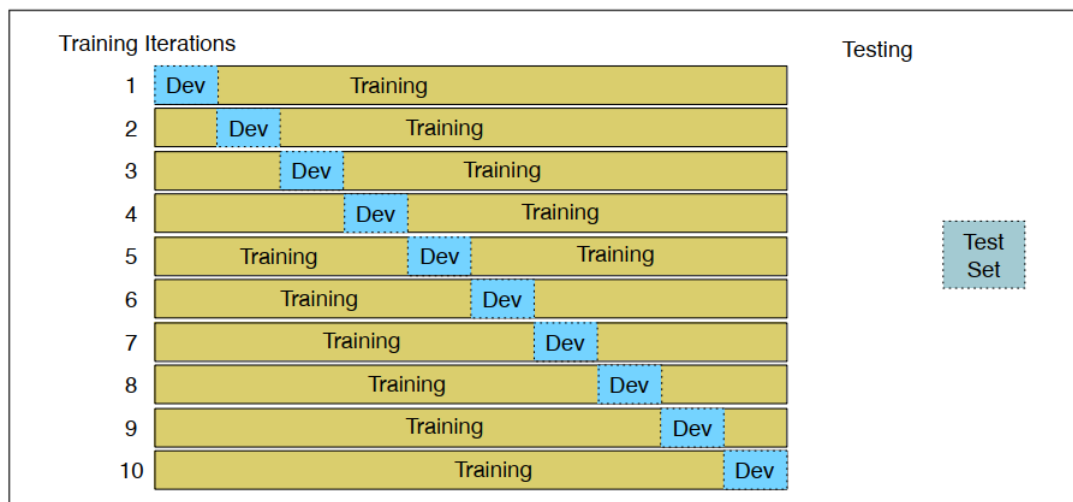 Training Iterations
Testing
1 Dev Training
2 Dev Training
3 Dev Training
4 Dev Training
5 Training Dev Training
6 Training Dev
7 Training Dev
8 Training Dev
9 Training Dev
10 Training Dev
Test
Set